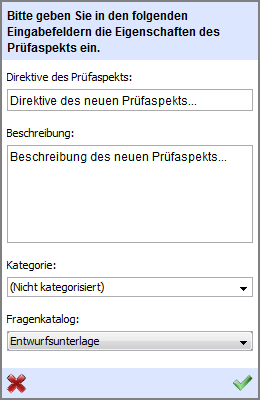 Bitte geben Sie in den folgenden
Eingabefeldern die Eigenschaften des
Prüfaspekts ein.
Direktive des Prüfaspekts:
Direktive des neuen Prüfaspekts...
Beschreibung:
Beschreibung des neuen Prüfaspekts...
Kategorie:
(Nicht kategorisiert)
Fragenkatalog:
Entwurfsunterlage